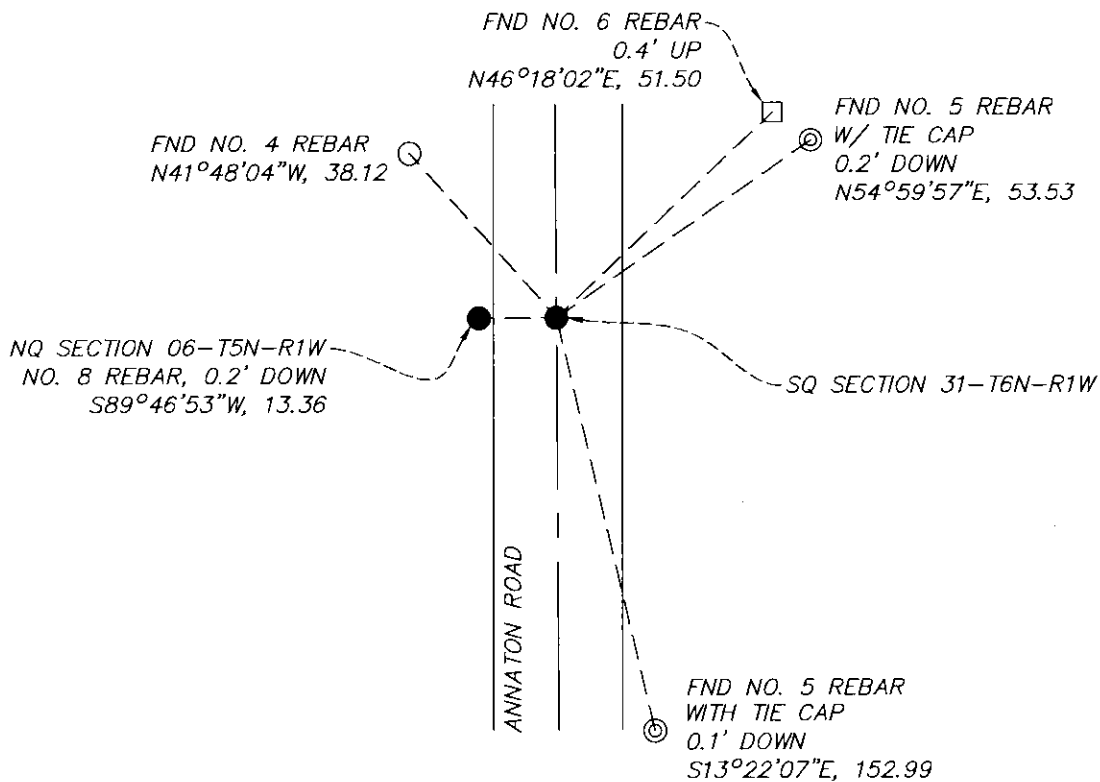 FND NO. 6 REBAR
0.4' UP
N46°18'02"E, 51.50
FND NO. 5 REBAR
W/ TIE CAP
0.2' DOWN
N54°59'57"E, 53.53
FND NO. 4 REBAR
N41°48'04"W, 38.12
NQ SECTION 06-T5N-R1W
NO. 8 REBAR, 0.2' DOWN
S89°46'53"W, 13.36
SQ SECTION 31-T6N-R1W
ANNATON ROAD
FND NO. 5 REBAR
WITH TIE CAP
0.1' DOWN
S13°22'07"E, 152.99